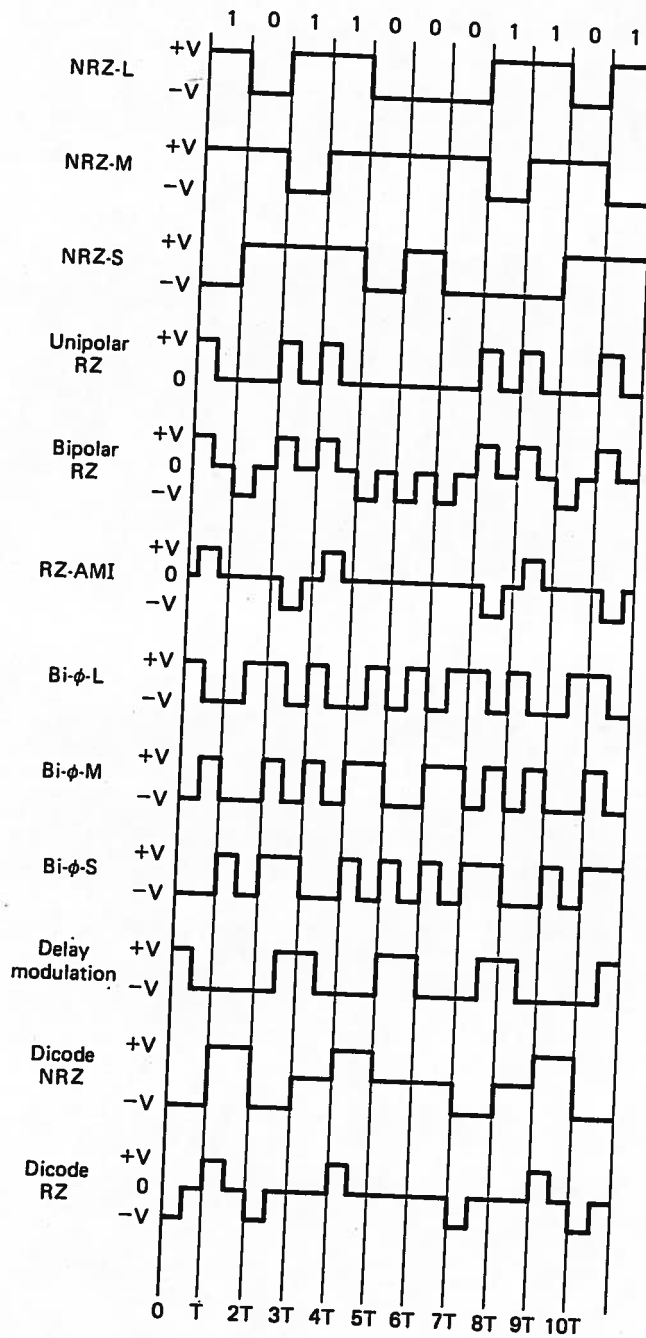 1 0 1 1 0 0 0 1 1 0 1
+V
NRZ-L
−V
+V
NRZ-M
−V
+V
NRZ-S
−V
Unipolar
RZ
+V
0
Bipolar
RZ
+V
0
−V
RZ-AMI
+V
0
−V
+V
Bi-ϕ-L
−V
+V
Bi-ϕ-M
−V
+V
Bi-ϕ-S
−V
Delay
modulation
+V
−V
Dicode
NRZ
+V
−V
Dicode
RZ
+V
0
−V
0 T 2T 3T 4T 5T 6T 7T 8T 9T 10T